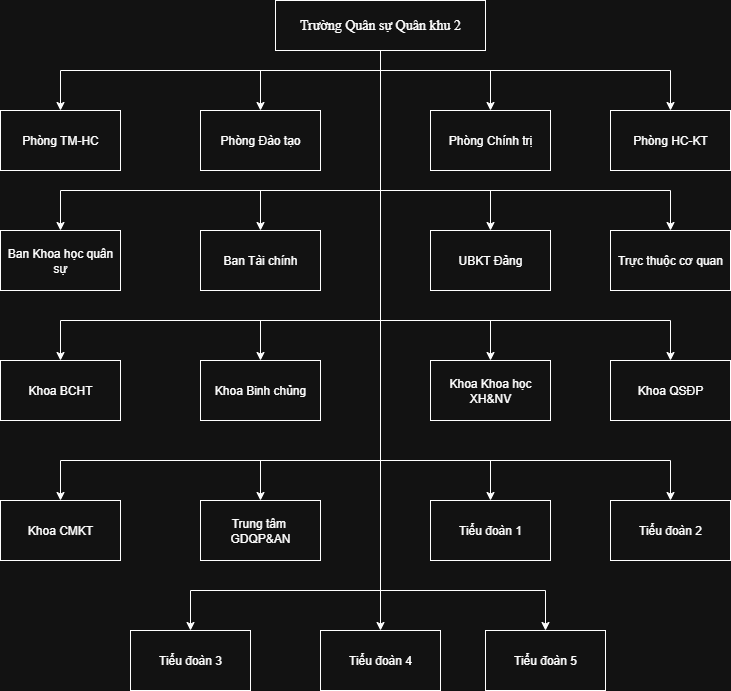 Trường Quân sự Quân khu 2
Phòng TM-HC
Phòng Đào tạo
Phòng Chính trị
Phòng HC-KT
Ban Khoa học quân
sự
Ban Tài chính
UBKT Đảng
Trực thuộc cơ quan
Khoa BCHT
Khoa Binh chủng
Khoa Khoa học
XH&NV
Khoa QSĐP
Khoa CMKT
Trung tâm
GDQP&AN
Tiểu đoàn 1
Tiểu đoàn 2
Tiểu đoàn 3
Tiểu đoàn 4
Tiểu đoàn 5